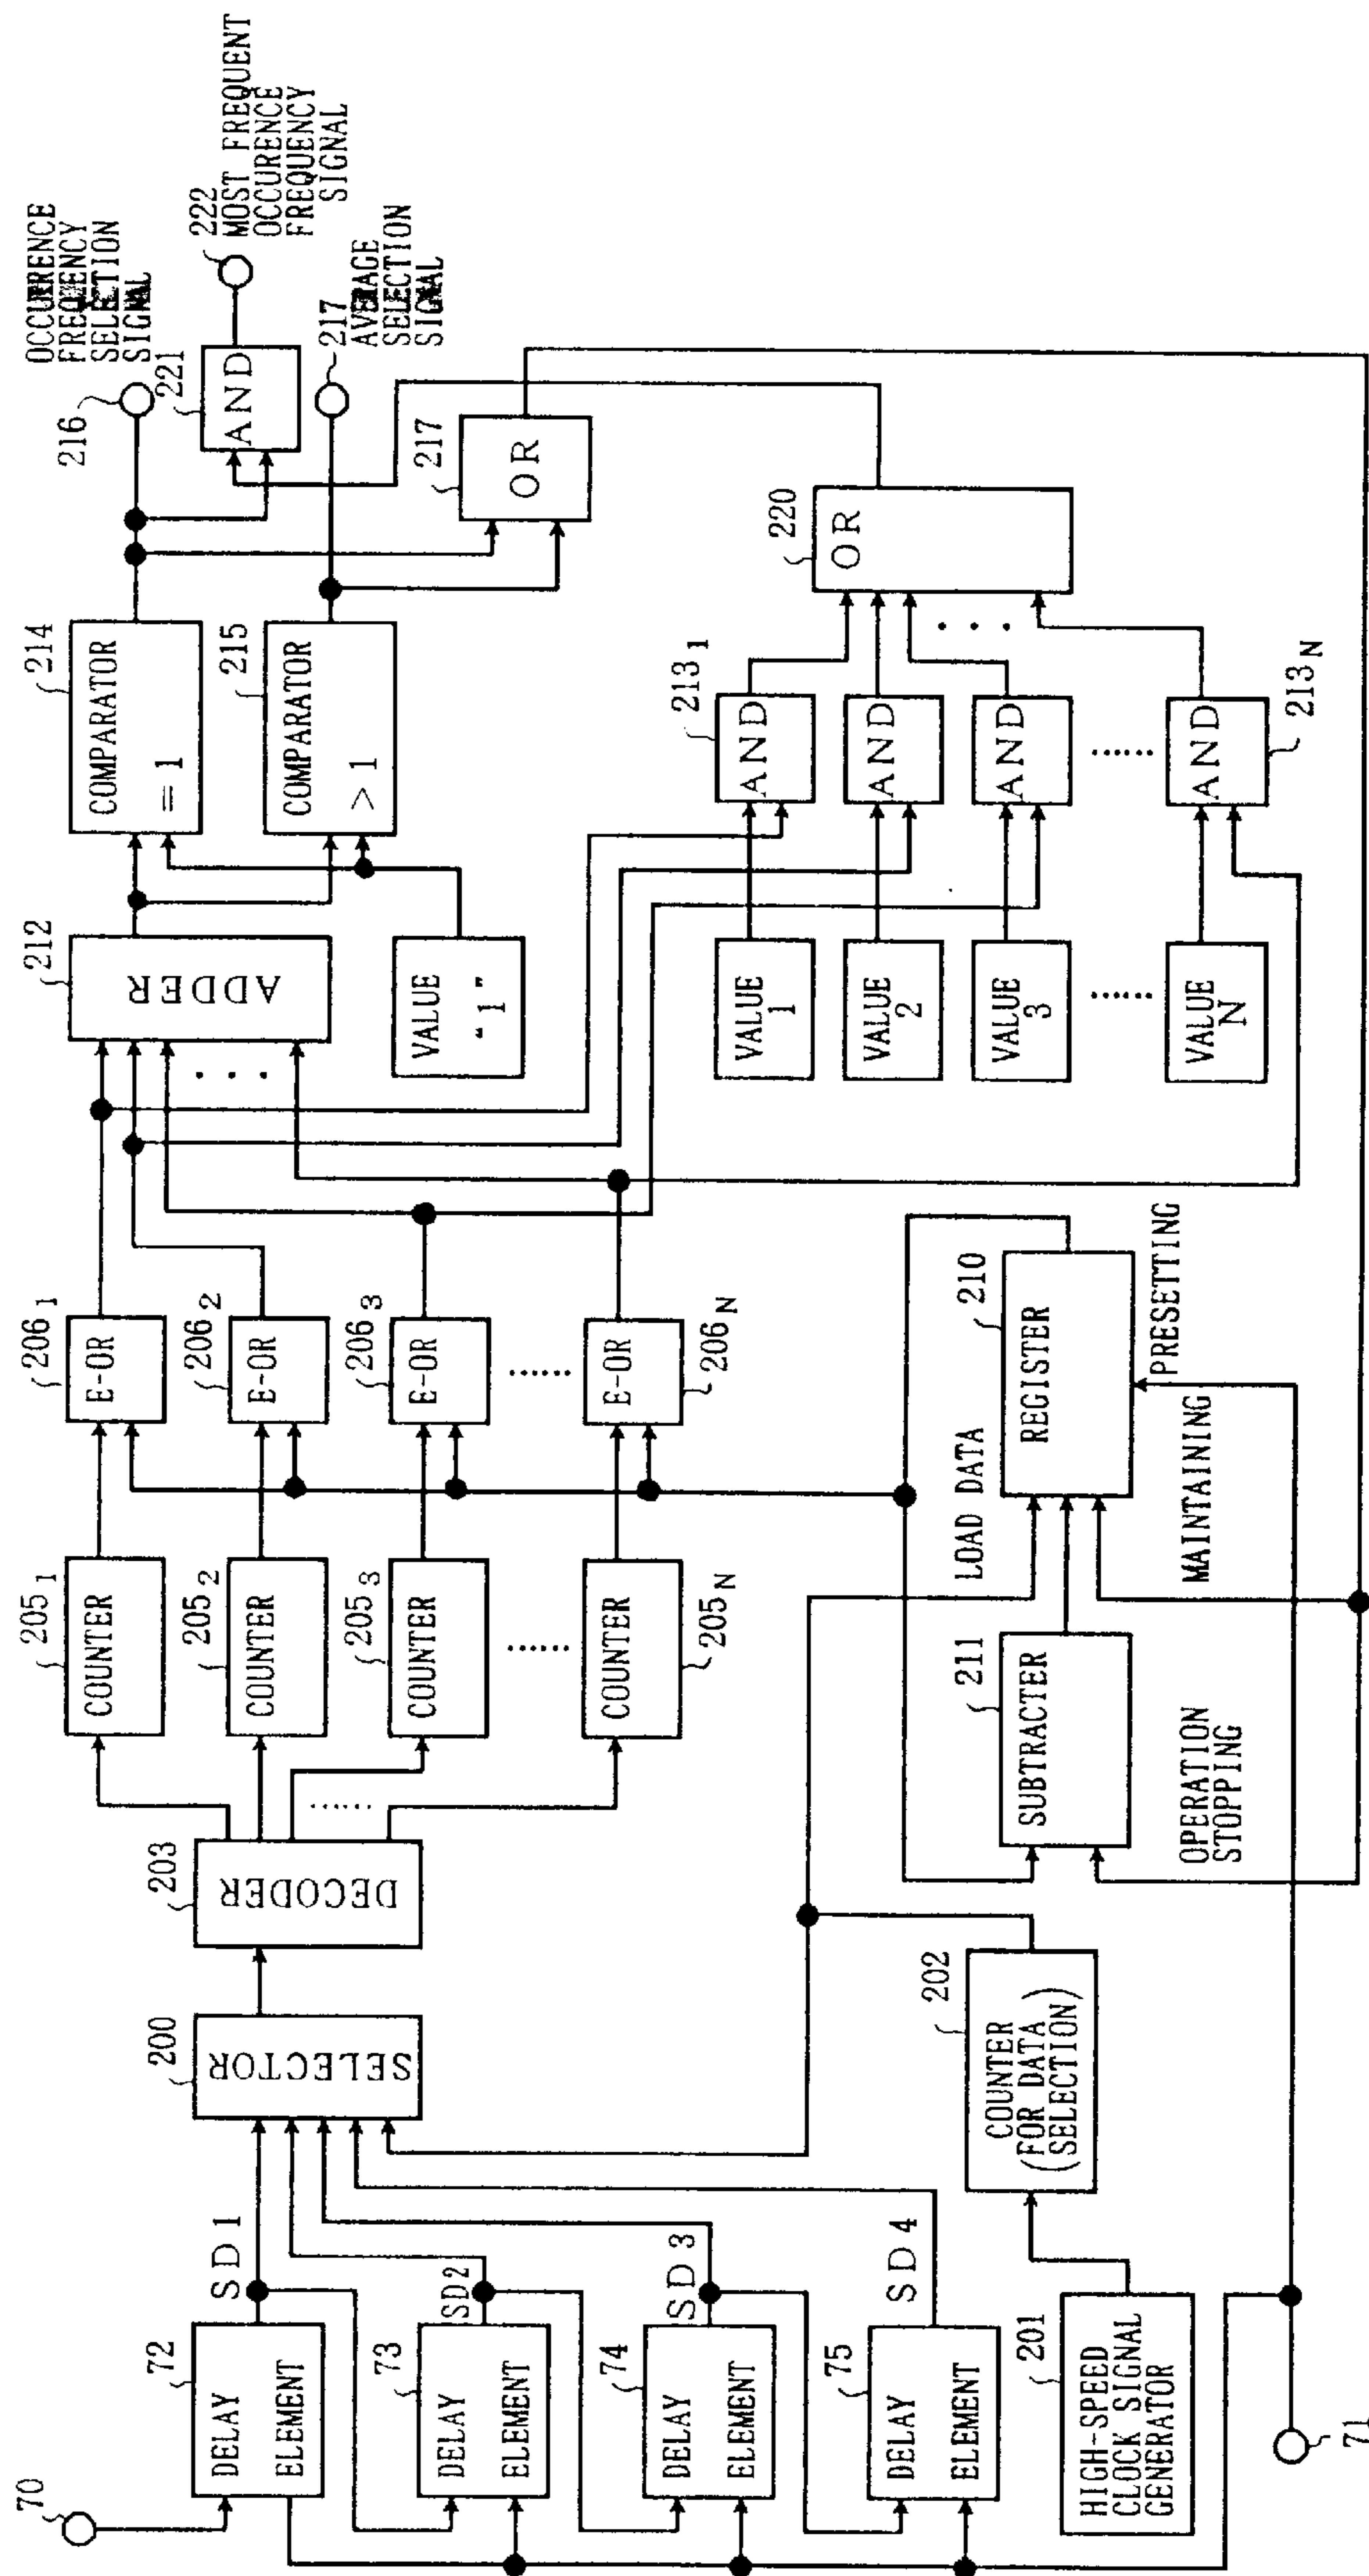 70
72
DELAY
ELEMENT
SD1
73
DELAY
ELEMENT
SD2
74
DELAY
ELEMENT
SD3
75
DELAY
ELEMENT
SD4
201
HIGH-SPEED
CLOCK SIGNAL
GENERATOR
71
200
SELECTOR
202
COUNTER
(FOR DATA)
(SELECTION)
203
DECODER
205 1
COUNTER
205 2
COUNTER
205 3
COUNTER
......
COUNTER
205 N
......
206 1
E-OR
206 2
E-OR
206 3
E-OR
......
E-OR
206 N
211
SUBTRACTER
OPERATION
STOPPING
LOAD DATA
MAINTAINING
210
REGISTER
PRESETTING
212
ADDER
...
VALUE
"1"
VALUE
1
VALUE
2
VALUE
3
......
VALUE
N
214
COMPARATOR
= 1
215
COMPARATOR
> 1
213 1
AND
AND
AND
......
AND
213 N
220
OR
...
217
OR
216
OCCURRENCE
FREQUENCY
SELECTION
SIGNAL
221
AND
222
MOST FREQUENT
OCCURENCE
FREQUENCY
SIGNAL
217
AVERAGE
SELECTION
SIGNAL